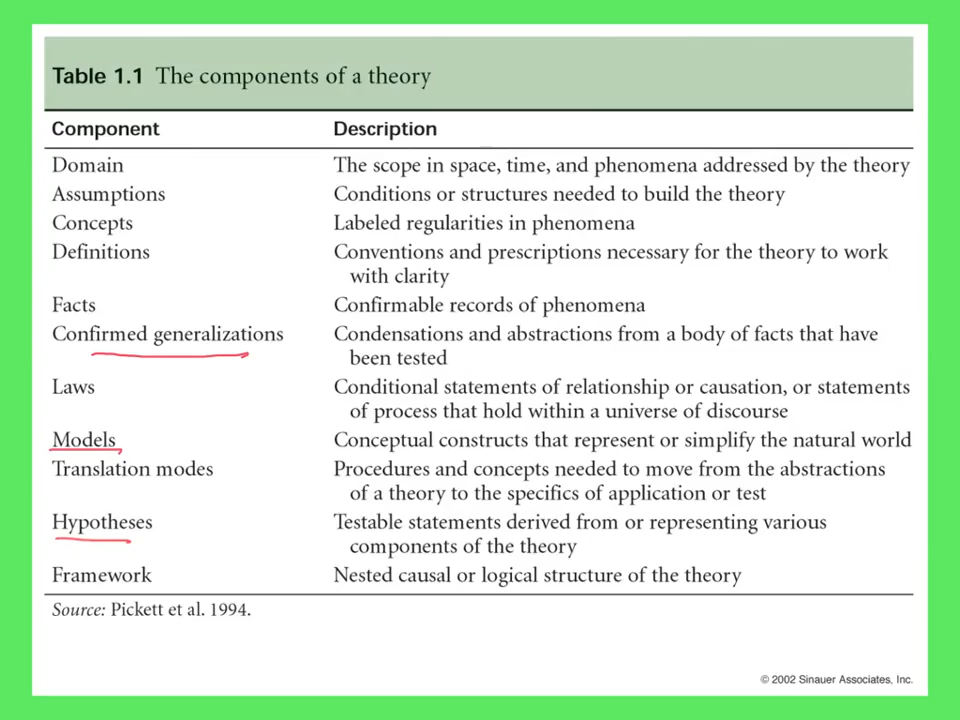 Table 1.1 The components of a theory
Component Description
Domain The scope in space, time, and phenomena addressed by the theory
Assumptions Conditions or structures needed to build the theory
Concepts Labeled regularities in phenomena
Definitions Conventions and prescriptions necessary for the theory to work
with clarity
Facts Confirmable records of phenomena
Confirmed generalizations Condensations and abstractions from a body of facts that have
been tested
Laws Conditional statements of relationship or causation, or statements
of process that hold within a universe of discourse
Models Conceptual constructs that represent or simplify the natural world
Translation modes Procedures and concepts needed to move from the abstractions
of a theory to the specifics of application or test
Hypotheses Testable statements derived from or representing various
components of the theory
Framework Nested causal or logical structure of the theory
Source: Pickett et al. 1994.
© 2002 Sinauer Associates, Inc.